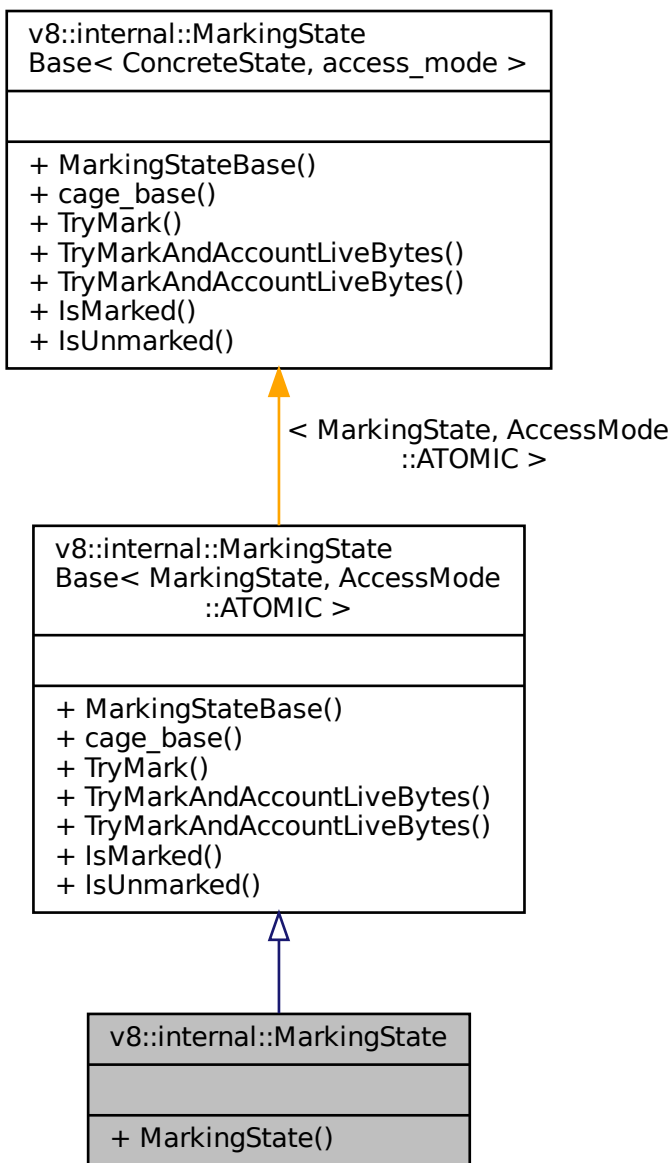 v8::internal::MarkingState
Base< ConcreteState, access_mode >
+ MarkingStateBase()
+ cage_base()
+ TryMark()
+ TryMarkAndAccountLiveBytes()
+ TryMarkAndAccountLiveBytes()
+ IsMarked()
+ IsUnmarked()
< MarkingState, AccessMode
::ATOMIC >
v8::internal::MarkingState
Base< MarkingState, AccessMode
::ATOMIC >
+ MarkingStateBase()
+ cage_base()
+ TryMark()
+ TryMarkAndAccountLiveBytes()
+ TryMarkAndAccountLiveBytes()
+ IsMarked()
+ IsUnmarked()
v8::internal::MarkingState
+ MarkingState()